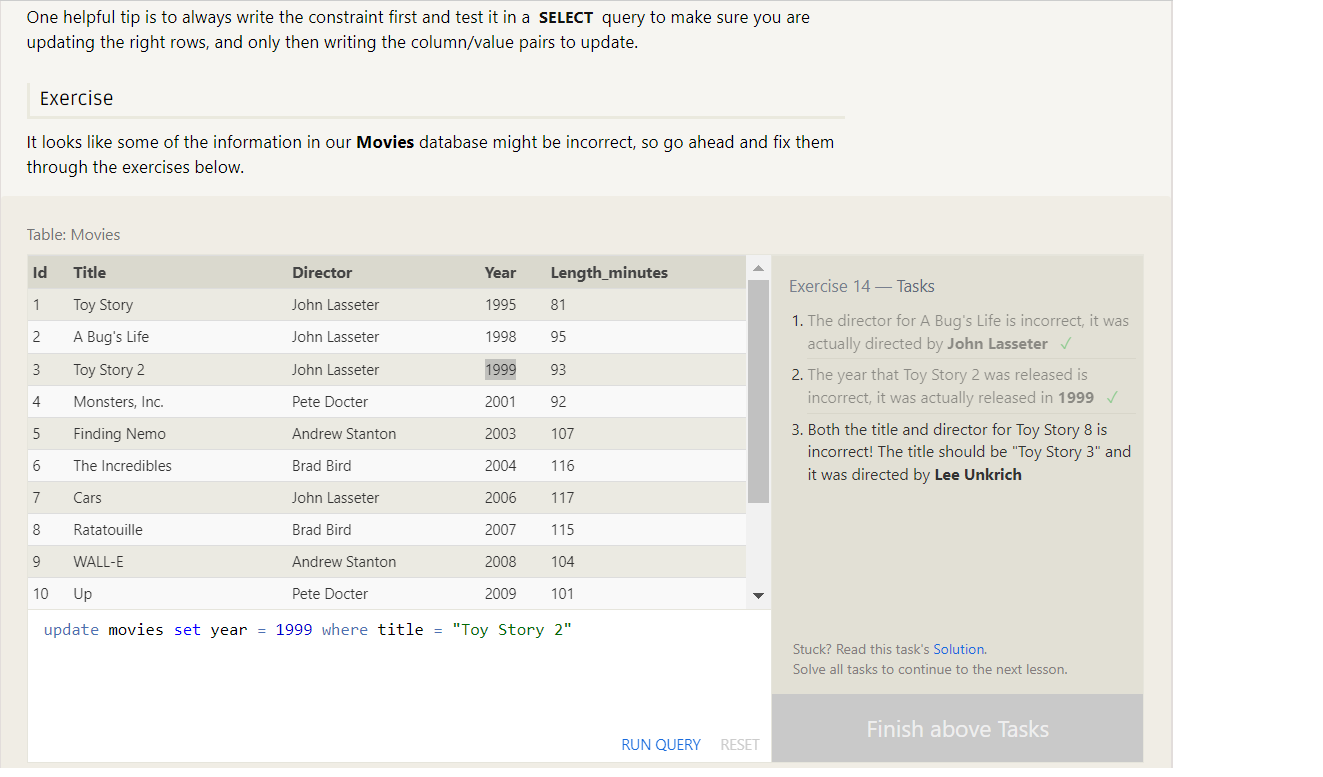 One helpful tip is to always write the constraint first and test it in a SELECT query to make sure you are
updating the right rows, and only then writing the column/value pairs to update.
Exercise
It looks like some of the information in our Movies database might be incorrect, so go ahead and fix them
through the exercises below.
Table: Movies
Id Title Director Year Length_minutes
1 Toy Story John Lasseter 1995 81
2 A Bug's Life John Lasseter 1998 95
3 Toy Story 2 John Lasseter 1999 93
4 Monsters, Inc. Pete Docter 2001 92
5 Finding Nemo Andrew Stanton 2003 107
6 The Incredibles Brad Bird 2004 116
7 Cars John Lasseter 2006 117
8 Ratatouille Brad Bird 2007 115
9 WALL-E Andrew Stanton 2008 104
10 Up Pete Docter 2009 101
update movies set year = 1999 where title = "Toy Story 2"
RUN QUERY RESET
Exercise 14 — Tasks
1. The director for A Bug's Life is incorrect, it was
actually directed by John Lasseter ✓
2. The year that Toy Story 2 was released is
incorrect, it was actually released in 1999 ✓
3. Both the title and director for Toy Story 8 is
incorrect! The title should be "Toy Story 3" and
it was directed by Lee Unkrich
Stuck? Read this task's Solution.
Solve all tasks to continue to the next lesson.
Finish above Tasks